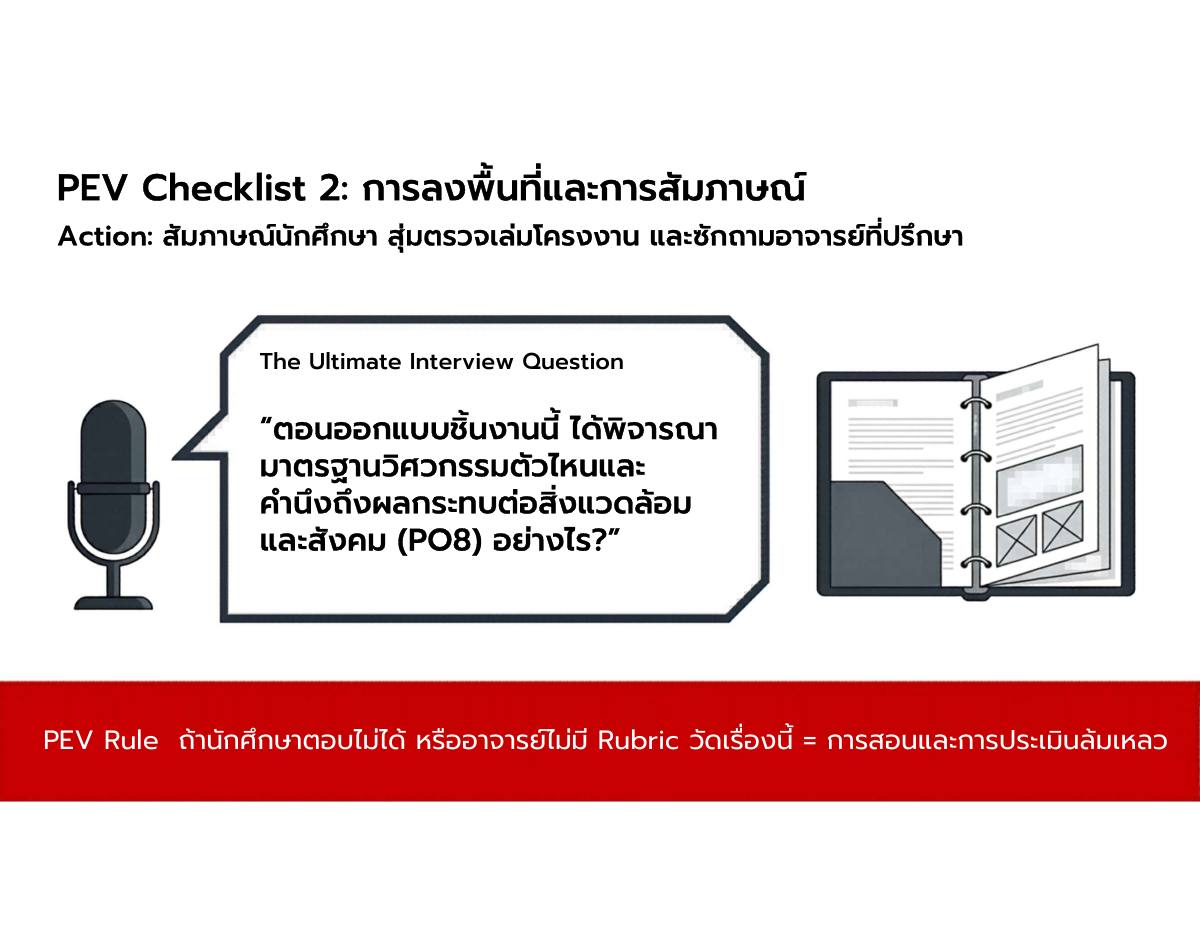 PEV Checklist 2: การลงพื้นที่และการสัมภาษณ์
Action: สัมภาษณ์นักศึกษา สุ่มตรวจเล่มโครงงาน และซักถามอาจารย์ที่ปรึกษา
The Ultimate Interview Question
“ตอนออกแบบชิ้นงานนี้ ได้พิจารณา
มาตรฐานวิศวกรรมตัวไหนและ
คำนึงถึงผลกระทบต่อสิ่งแวดล้อม
และสังคม (PO8) อย่างไร?”
PEV Rule ถ้านักศึกษาตอบไม่ได้ หรืออาจารย์ไม่มี Rubric วัดเรื่องนี้ = การสอนและการประเมินล้มเหลว